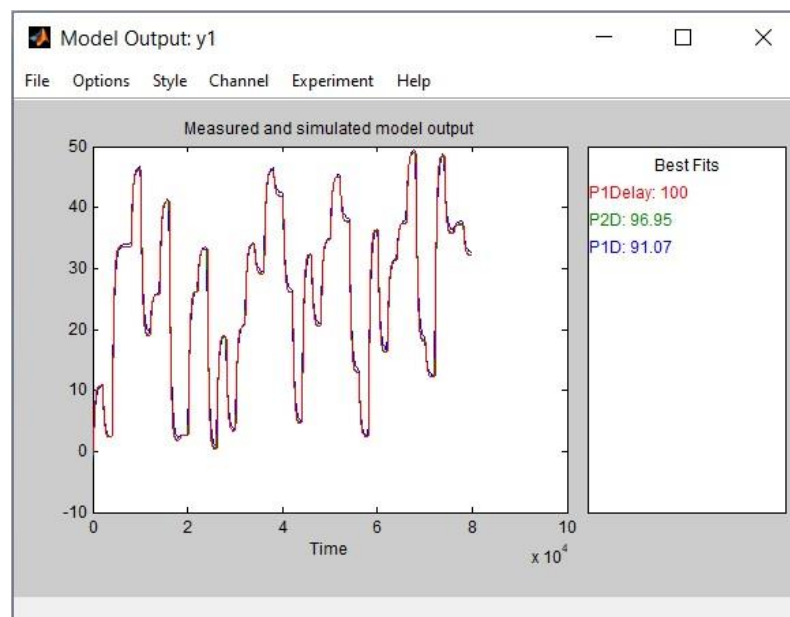 Model Output: y1
File Options Style Channel Experiment Help
Measured and simulated model output
50
40
30
20
10
0
-10
0 2 4 6 8 10
Time
x 10^4
Best Fits
P1Delay: 100
P2D: 96.95
P1D: 91.07